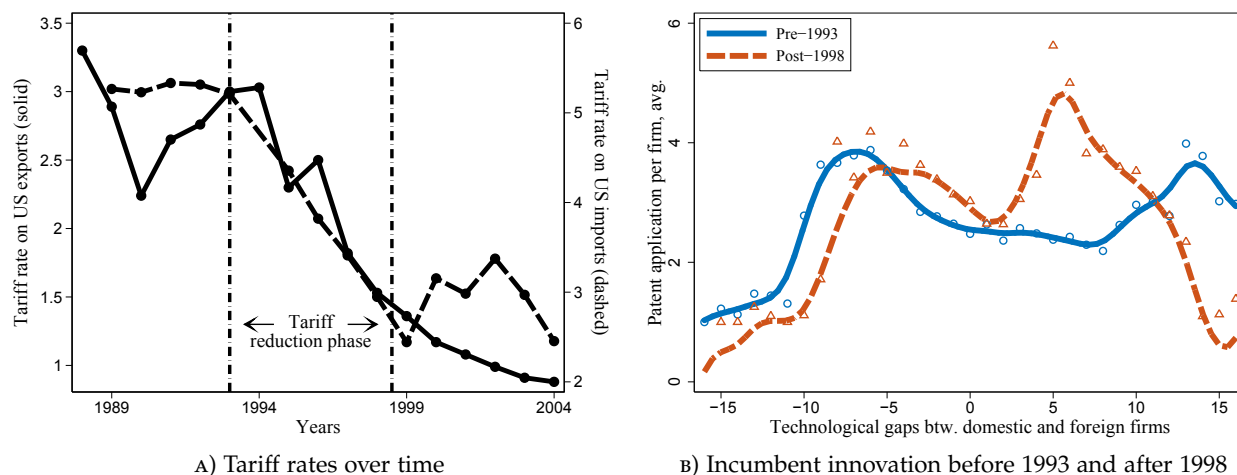 3.5
3
2.5
2
1.5
1
Tariff rate on US exports (solid)
6
5
4
3
2
Tariff rate on US imports (dashed)
Tariff
reduction phase
1989
1994
1999
2004
Years
A) Tariff rates over time
Pre−1993
Post−1998
6
4
2
0
Patent application per firm, avg.
−15
−10
−5
0
5
10
15
Technological gaps btw. domestic and foreign firms
B) Incumbent innovation before 1993 and after 1998